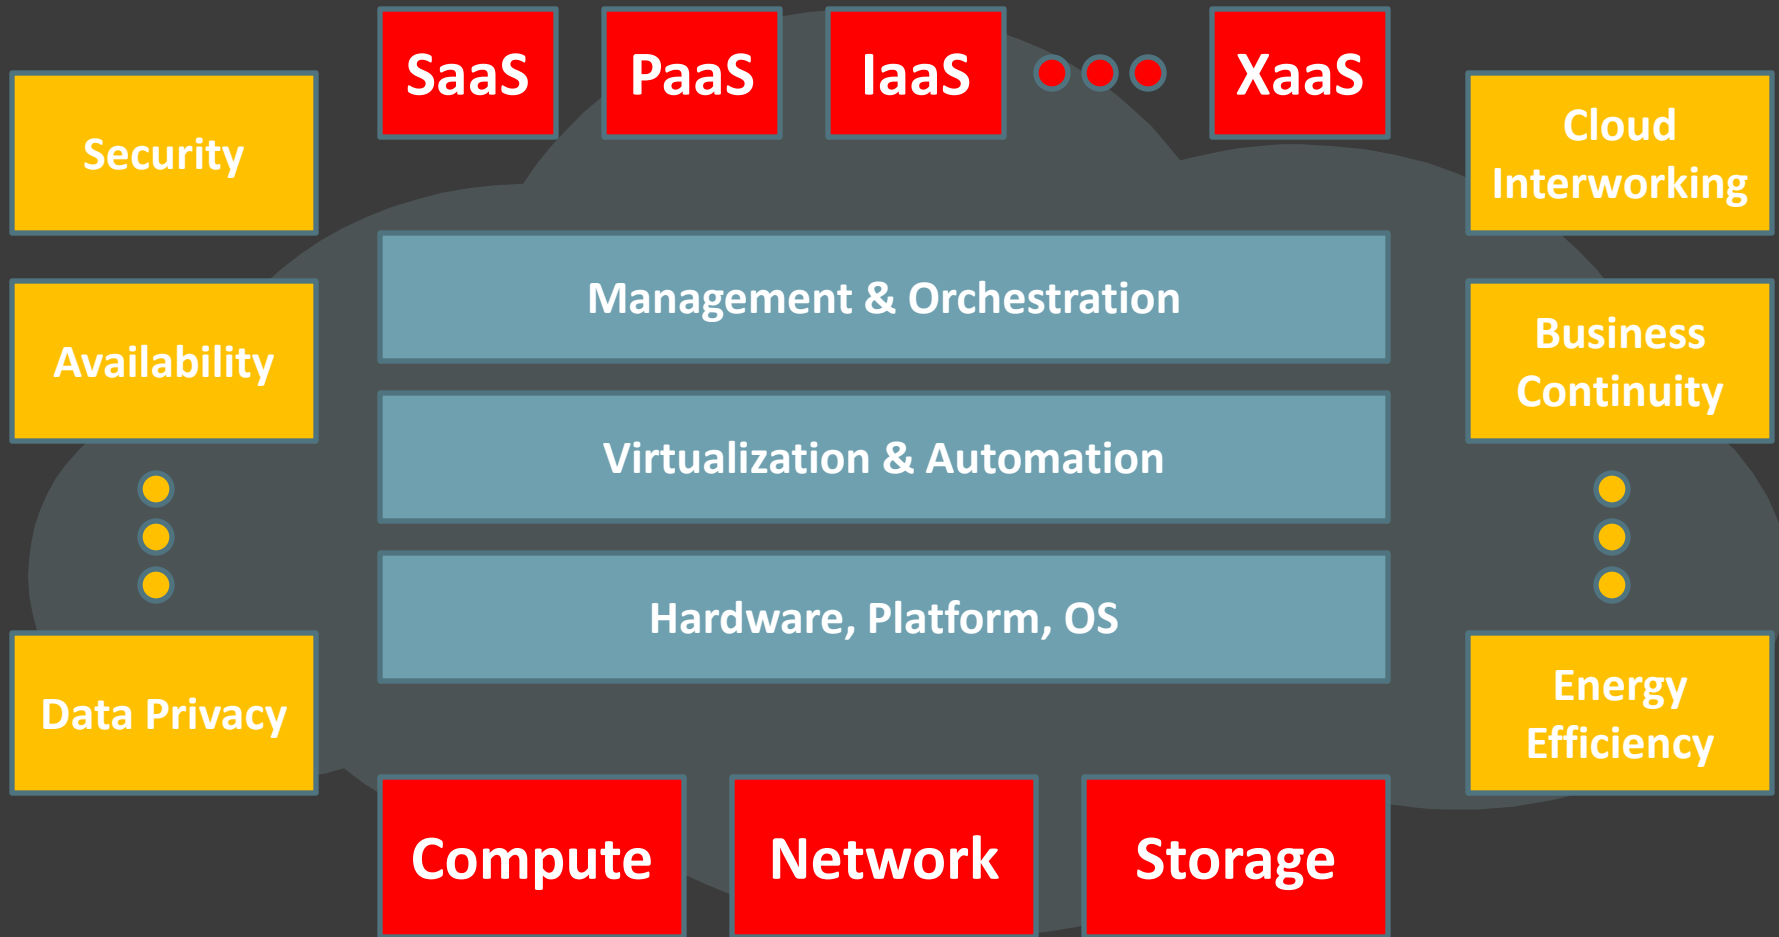 SaaS
PaaS
IaaS
XaaS
Security
Cloud
Interworking
Management & Orchestration
Availability
Business
Continuity
Virtualization & Automation
Hardware, Platform, OS
Data Privacy
Energy
Efficiency
Compute
Network
Storage